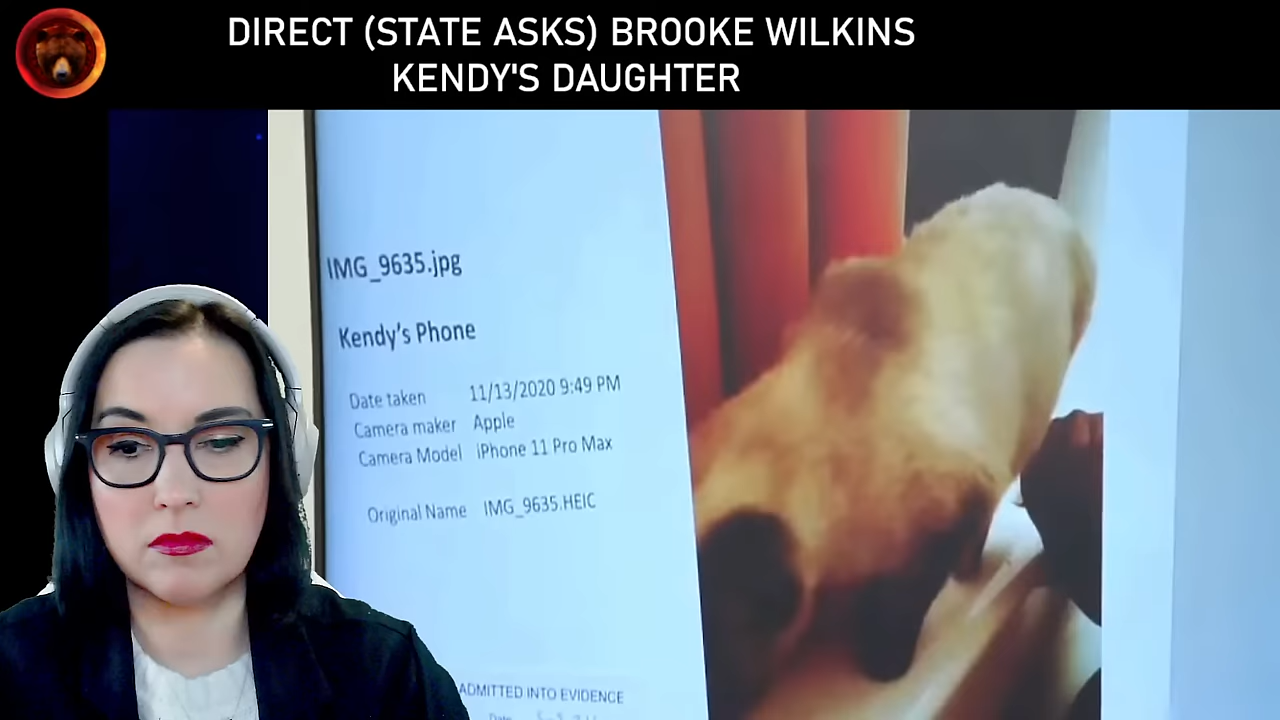 DIRECT (STATE ASKS) BROOKE WILKINS
KENDY'S DAUGHTER
IMG_9635.jpg
Kendy's Phone
Date taken 11/13/2020 9:49 PM
Camera maker Apple
Camera Model iPhone 11 Pro Max
Original Name IMG_9635.HEIC
ADMITTED INTO EVIDENCE
Date